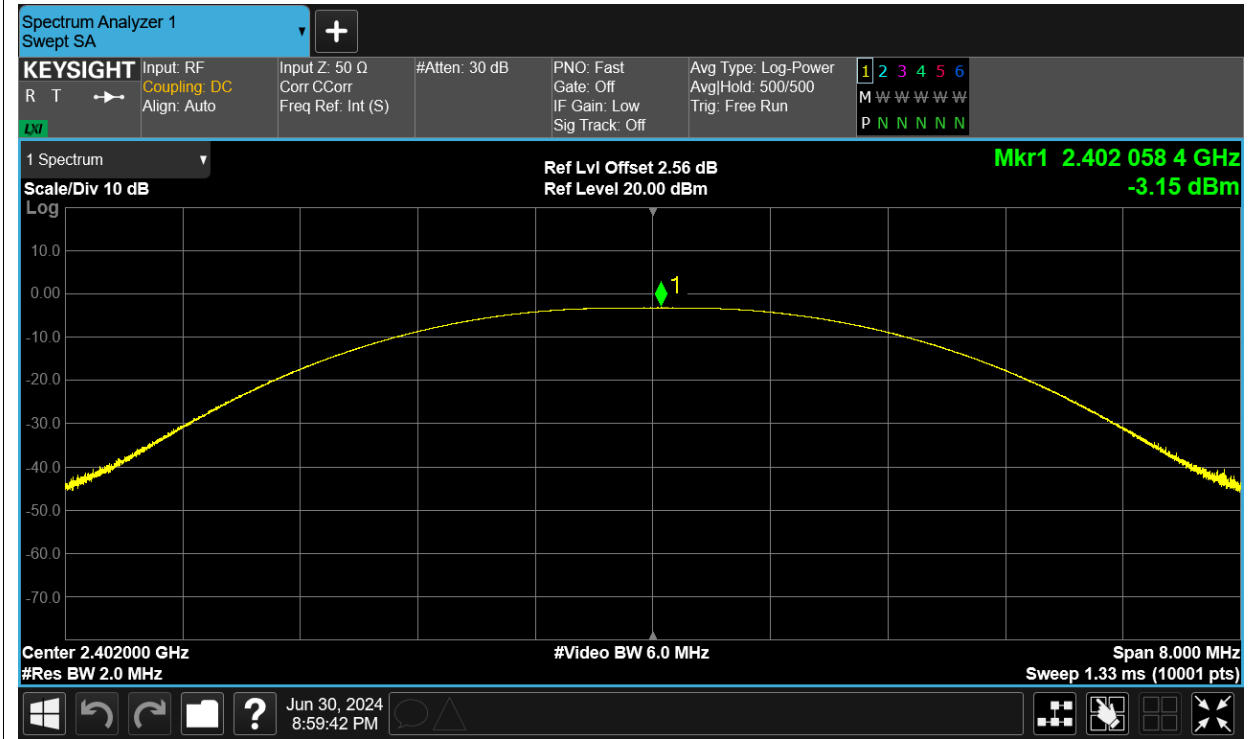 Spectrum Analyzer 1
Swept SA
KEYSIGHT
R T
LXI
Input: RF
Coupling: DC
Align: Auto
Input Z: 50 Ω
Corr CCorr
Freq Ref: Int (S)
#Atten: 30 dB
PNO: Fast
Gate: Off
IF Gain: Low
Sig Track: Off
Avg Type: Log-Power
Avg|Hold: 500/500
Trig: Free Run
1 2 3 4 5 6
M W W W W W W
P N N N N N N
1 Spectrum
Scale/Div 10 dB
Log
Ref Lvl Offset 2.56 dB
Ref Level 20.00 dBm
Mkr1 2.402 058 4 GHz
-3.15 dBm
1
10.0
0.00
-10.0
-20.0
-30.0
-40.0
-50.0
-60.0
-70.0
Center 2.402000 GHz
#Res BW 2.0 MHz
#Video BW 6.0 MHz
Span 8.000 MHz
Sweep 1.33 ms (10001 pts)
?
Jun 30, 2024
8:59:42 PM